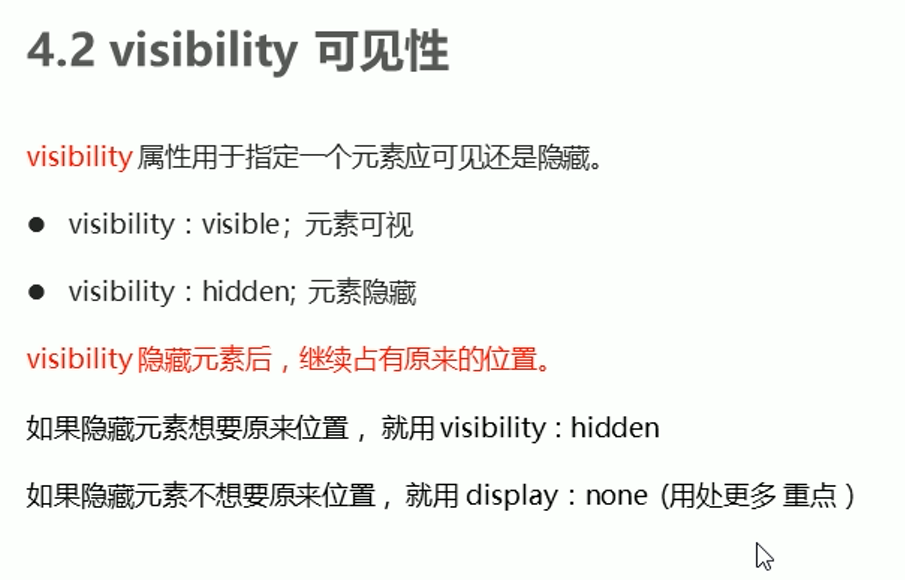 4.2 visibility 可见性
visibility 属性用于指定一个元素应可见还是隐藏。
● visibility：visible； 元素可视
● visibility：hidden; 元素隐藏
visibility 隐藏元素后，继续占有原来的位置。
如果隐藏元素想要原来位置， 就用 visibility：hidden
如果隐藏元素不想要原来位置， 就用 display：none (用处更多 重点）